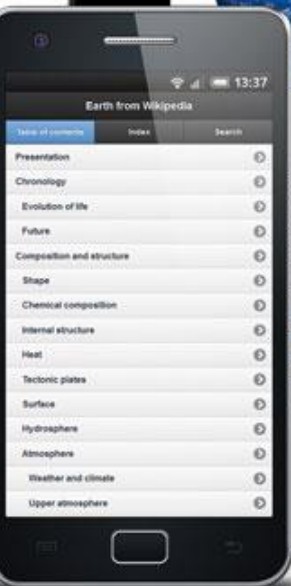 13:37
Earth from Wikipedia
Table of contents Index Search
Presentation
Chronology
Evolution of life
Future
Composition and structure
Shape
Chemical composition
Internal structure
Heat
Tectonic plates
Surface
Hydrosphere
Atmosphere
Weather and climate
Upper atmosphere